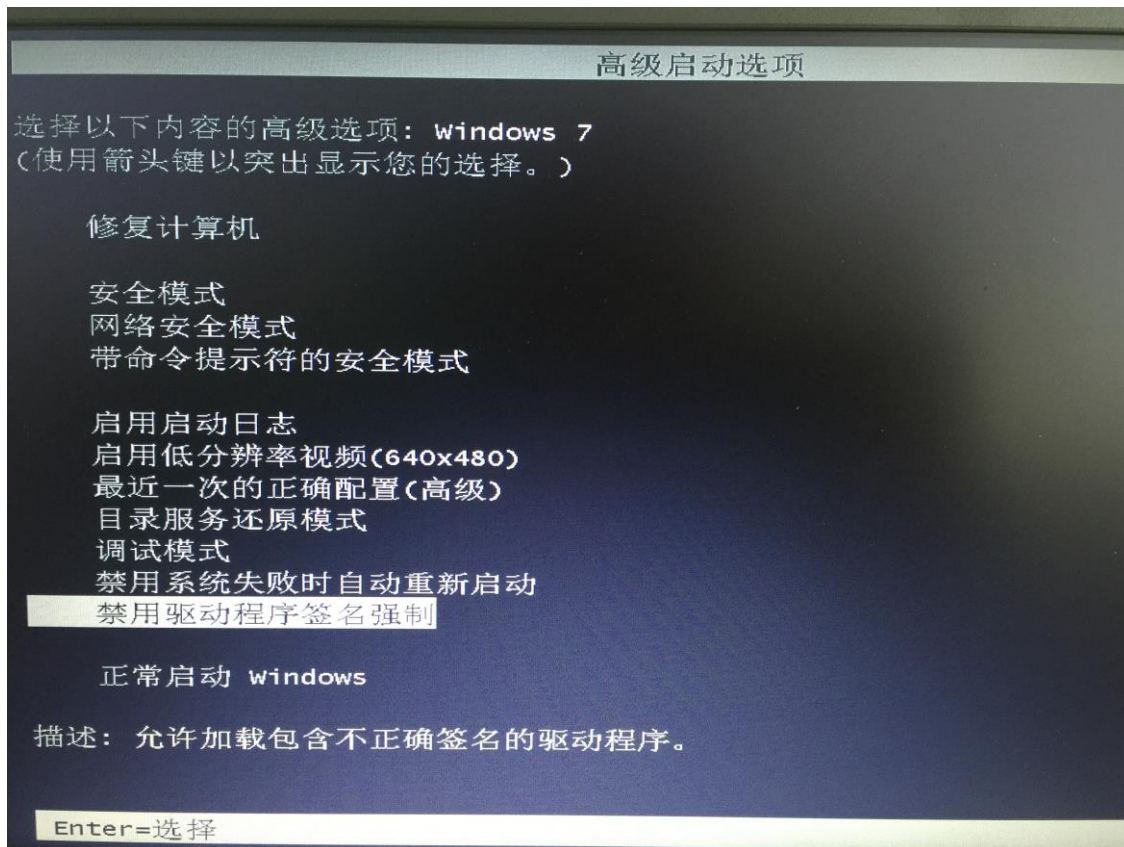 高级启动选项
选择以下内容的高级选项: Windows 7
(使用箭头键以突出显示您的选择。)
修复计算机
安全模式
网络安全模式
带命令提示符的安全模式
启用启动日志
启用低分辨率视频(640x480)
最近一次的正确配置(高级)
目录服务还原模式
调试模式
禁用系统失败时自动重新启动
禁用驱动程序签名强制
正常启动 Windows
描述: 允许加载包含不正确签名的驱动程序。
Enter=选择